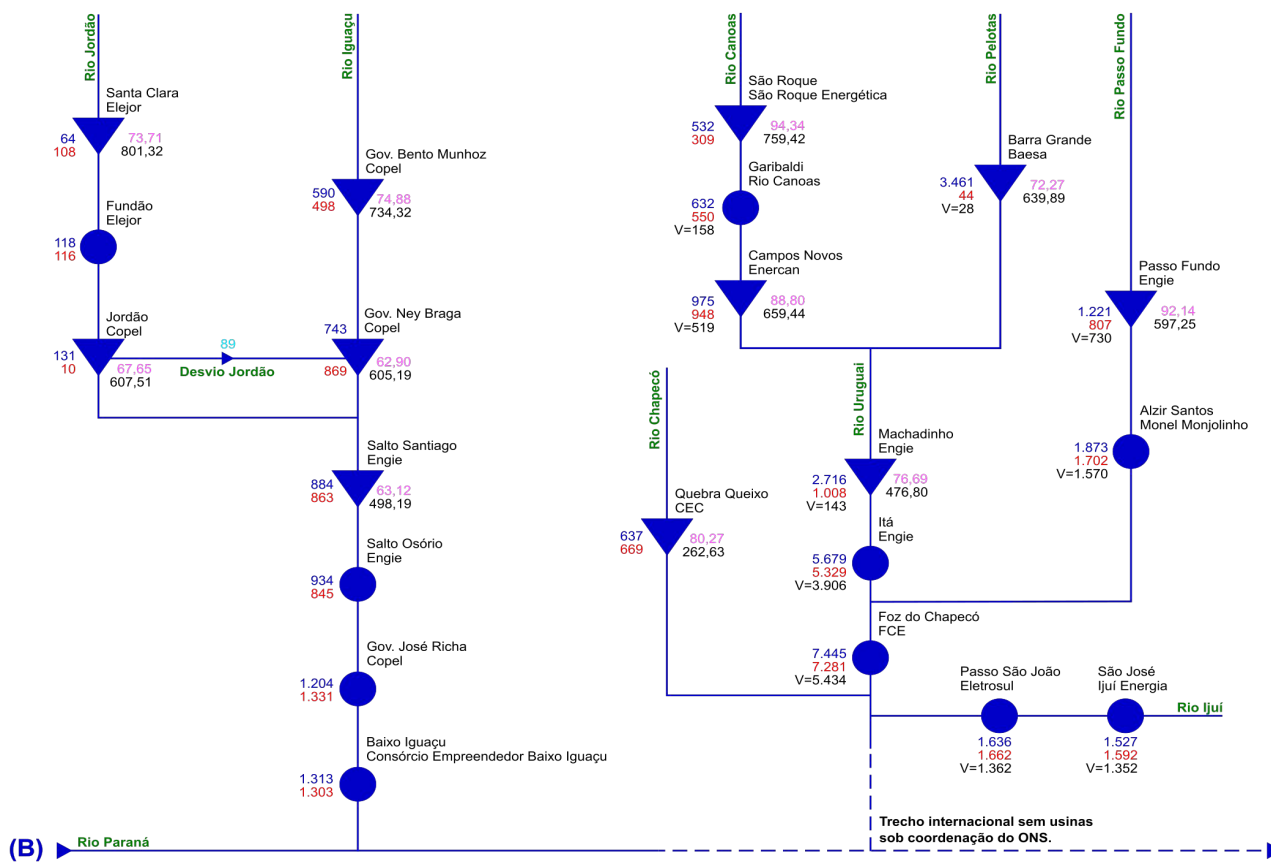 Rio Jordão
Santa Clara
Elejor
64
108
73,71
801,32
Fundão
Elejor
118
116
Jordão
Copel
131
10
67,65
607,51
89
Desvio Jordão
Rio Iguaçu
Gov. Bento Munhoz
Copel
590
498
74,88
734,32
Gov. Ney Braga
Copel
743
869
62,90
605,19
Salto Santiago
Engie
884
863
63,12
498,19
Salto Osório
Engie
934
845
Gov. José Richa
Copel
1.204
1.331
Baixo Iguaçu
Consórcio Empreendedor Baixo Iguaçu
1.313
1.303
(B)
Rio Paraná
Rio Canoas
São Roque
São Roque Energética
532
309
94,34
759,42
Garibaldi
Rio Canoas
632
550
V=158
Campos Novos
Enercan
975
948
V=519
88,80
659,44
Rio Pelotas
Barra Grande
Baesa
3.461
44
V=28
72,27
639,89
Rio Passo Fundo
Passo Fundo
Engie
1.221
807
V=730
92,14
597,25
Alzir Santos
Monel Monjolinho
1.873
1.702
V=1.570
Rio Chapecó
Quebra Queixo
CEC
637
669
80,27
262,63
Rio Uruguai
Machadinho
Engie
2.716
1.008
V=143
76,69
476,80
Itá
Engie
5.679
5.329
V=3.906
Foz do Chapecó
FCE
7.445
7.281
V=5.434
Passo São João
Eletrosul
1.636
1.662
V=1.362
São José
Ijuí Energia
1.527
1.592
V=1.352
Rio Ijuí
Trecho internacional sem usinas
sob coordenação do ONS.